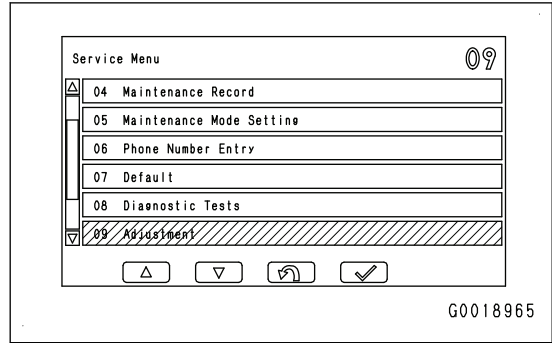 Service Menu 09
04 Maintenance Record
05 Maintenance Mode Setting
06 Phone Number Entry
07 Default
08 Diagnostic Tests
09 Adjustment
G0018965